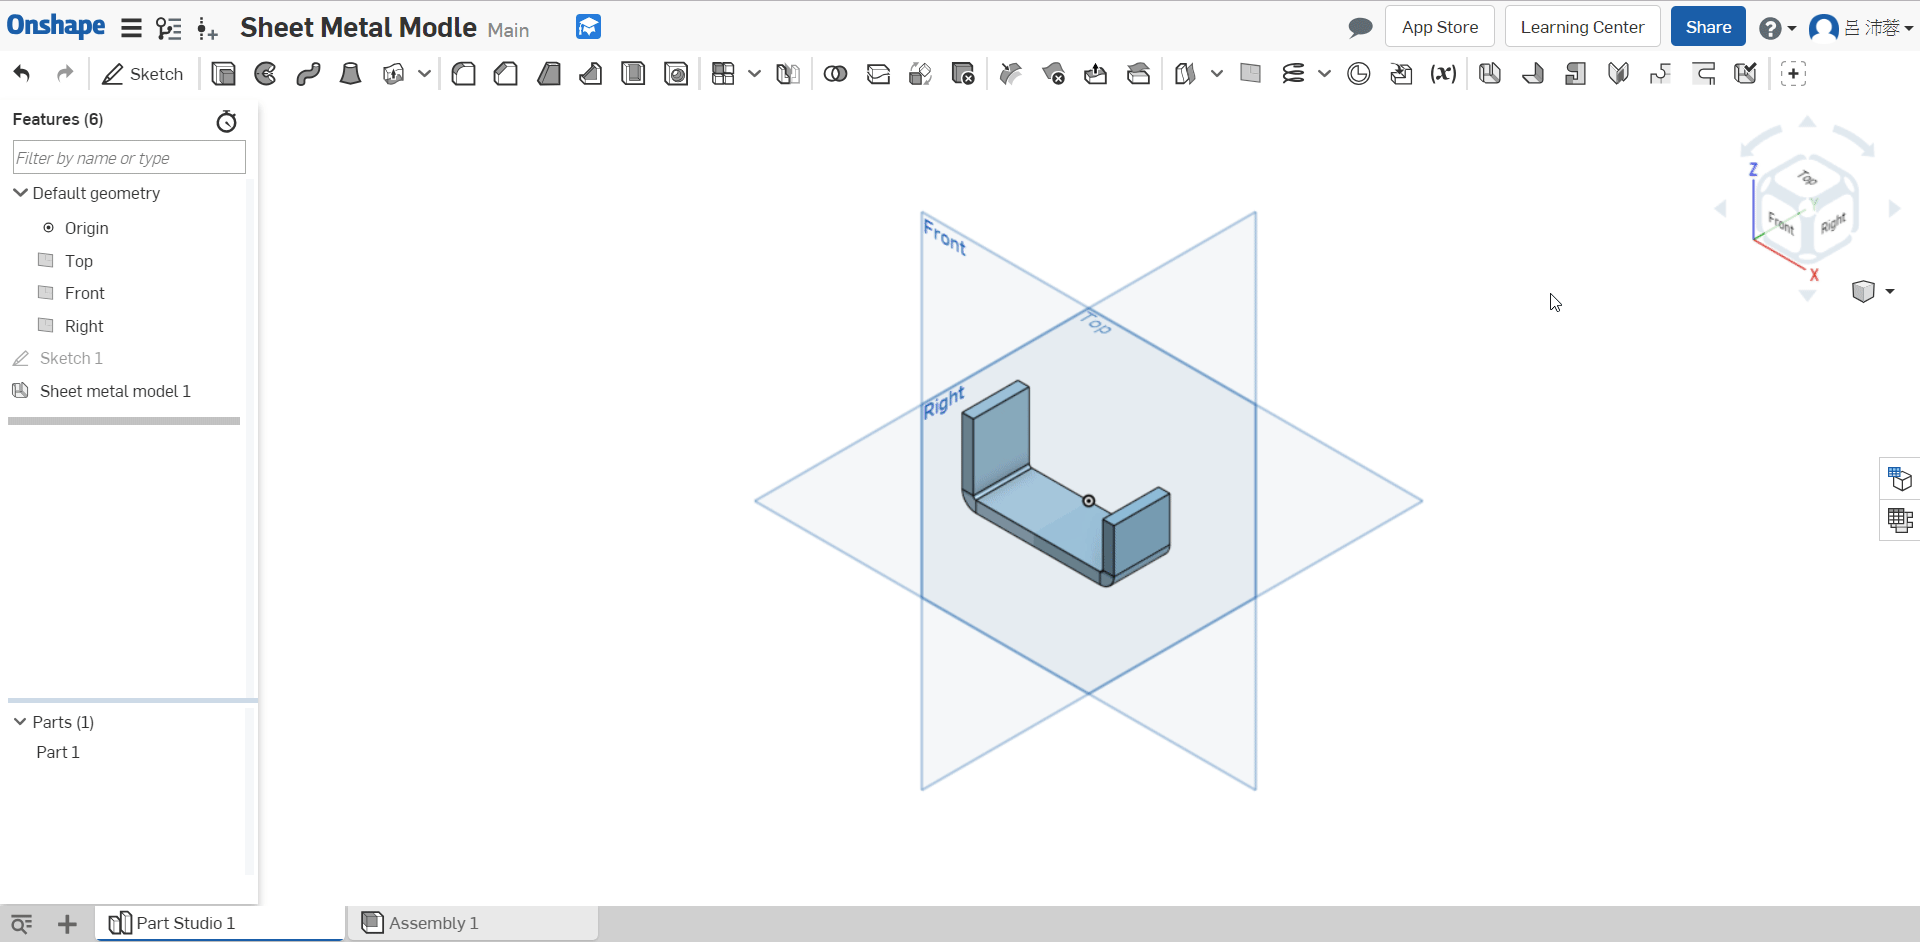 Onshape Sheet Metal Modle Main App Store Learning Center Share ? 呂 沛蓉
Sketch (x)
Features (6)
Filter by name or type
Default geometry
Origin
Top
Front
Right
Sketch 1
Sheet metal model 1
Parts (1)
Part 1
Front
Top
Right
Z
Top
Y
Front
Right
X
Part Studio 1 Assembly 1